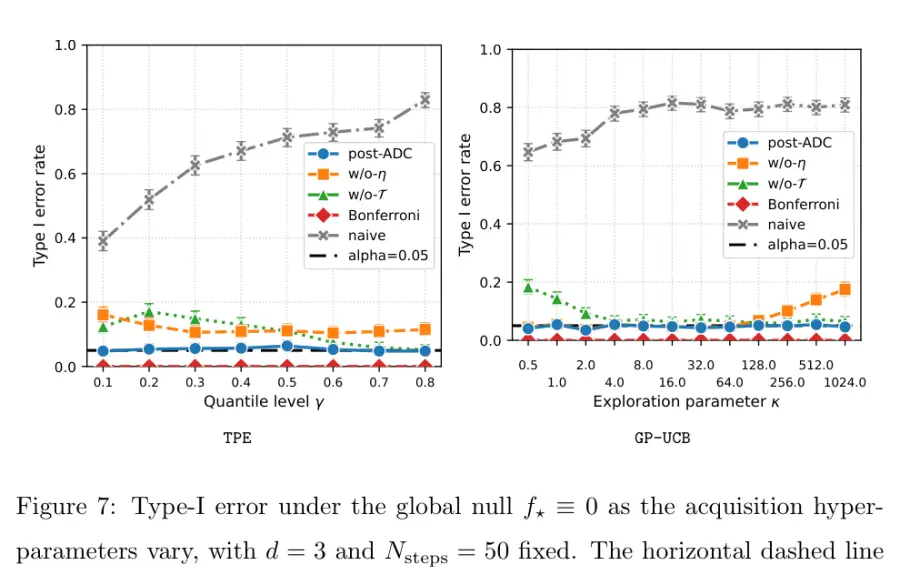 1.0
0.8
0.6
0.4
0.2
0.0
Type I error rate
post-ADC
w/o-η
w/o-𝒯
Bonferroni
naive
alpha=0.05
0.1 0.2 0.3 0.4 0.5 0.6 0.7 0.8
Quantile level γ
TPE
1.0
0.8
0.6
0.4
0.2
0.0
Type I error rate
post-ADC
w/o-η
w/o-𝒯
Bonferroni
naive
alpha=0.05
0.5 2.0 8.0 32.0 128.0 512.0
1.0 4.0 16.0 64.0 256.0 1024.0
Exploration parameter κ
GP-UCB
Figure 7: Type-I error under the global null f⋆ ≡ 0 as the acquisition hyper-
parameters vary, with d = 3 and Nsteps = 50 fixed. The horizontal dashed line